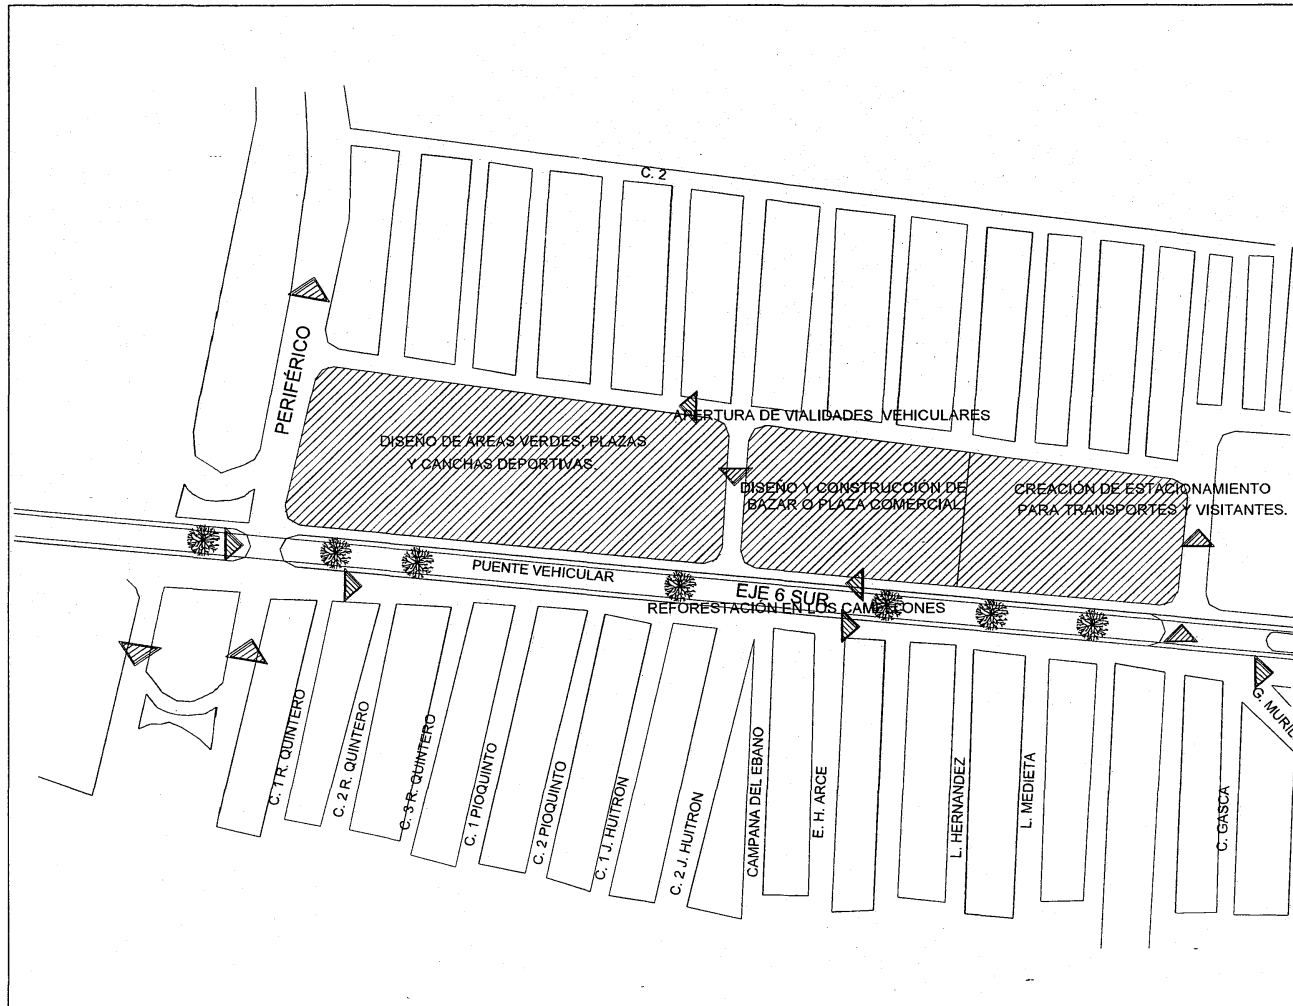 C. 2
PERIFÉRICO
APERTURA DE VIALIDADES VEHICULARES
DISEÑO DE ÁREAS VERDES, PLAZAS
Y CANCHAS DEPORTIVAS.
DISEÑO Y CONSTRUCCIÓN DE
BAZAR O PLAZA COMERCIAL.
CREACIÓN DE ESTACIONAMIENTO
PARA TRANSPORTES Y VISITANTES.
PUENTE VEHICULAR
EJE 6 SUR
REFORESTACIÓN EN LOS CAMELLONES
C. 1 R. QUINTERO
C. 2 R. QUINTERO
C. 3 R. QUINTERO
C. 1 PIOQUINTO
C. 2 PIOQUINTO
C. 1 J. HUITRON
C. 2 J. HUITRON
CAMPANA DEL EBANO
E. H. ARCE
L. HERNANDEZ
L. MEDIETA
C. GASCA
G. MURIL